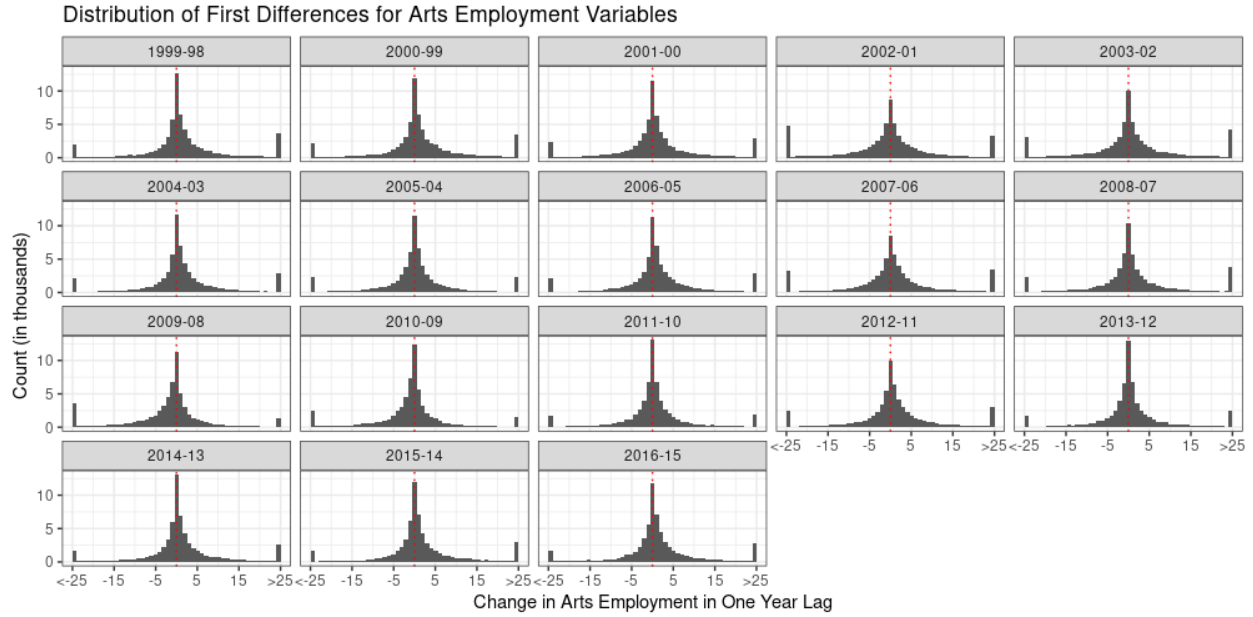 Distribution of First Differences for Arts Employment Variables
1999-98 2000-99 2001-00 2002-01 2003-02
10
5
0
2004-03 2005-04 2006-05 2007-06 2008-07
10
5
0
2009-08 2010-09 2011-10 2012-11 2013-12
10
5
0
<-25 -15 -5 5 15 >25 <-25 -15 -5 5 15 >25
2014-13 2015-14 2016-15
10
5
0
<-25 -15 -5 5 15 >25 <-25 -15 -5 5 15 >25 <-25 -15 -5 5 15 >25
Count (in thousands)
Change in Arts Employment in One Year Lag